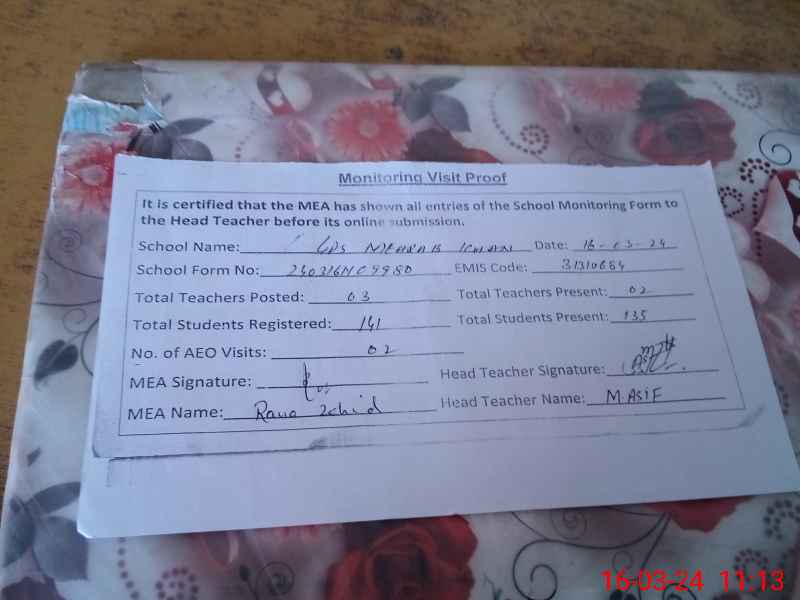 Monitoring Visit Proof
It is certified that the MEA has shown all entries of the School Monitoring Form to
the Head Teacher before its online submission.
School Name: GPS MEHRAB KHAN Date: 16-03-24
School Form No: EMIS Code:
Total Teachers Posted: 03 Total Teachers Present: 02
Total Students Registered: 141 Total Students Present: 135
No. of AEO Visits: 02
MEA Signature: Head Teacher Signature:
MEA Name: Rana Head Teacher Name: M.ASIF
16-03-24 11:13